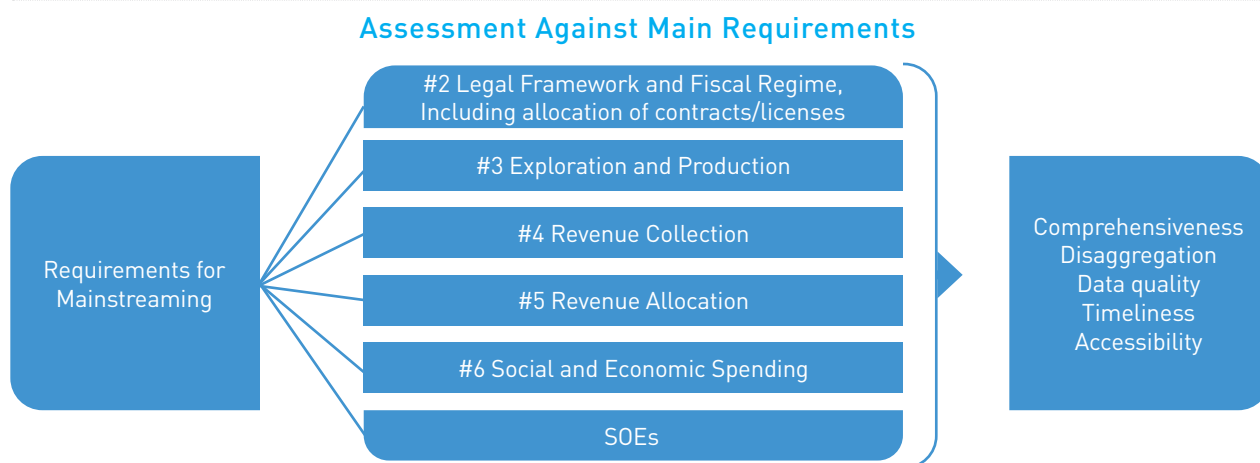 Assessment Against Main Requirements
Requirements for
Mainstreaming
#2 Legal Framework and Fiscal Regime,
Including allocation of contracts/licenses
#3 Exploration and Production
#4 Revenue Collection
#5 Revenue Allocation
#6 Social and Economic Spending
SOEs
Comprehensiveness
Disaggregation
Data quality
Timeliness
Accessibility